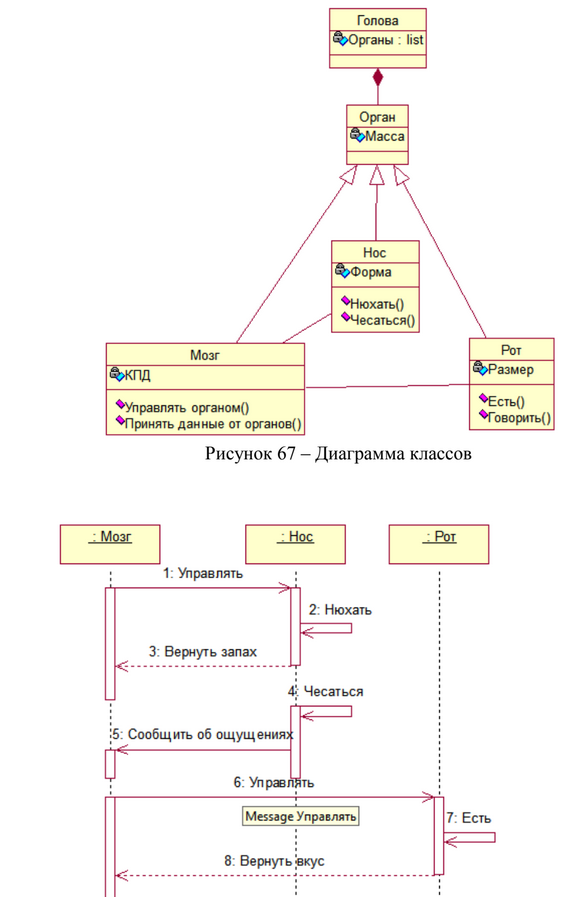 Голова
Органы : list
Орган
Масса
Нос
Форма
Нюхать()
Чесаться()
Мозг
КПД
Управлять органом()
Принять данные от органов()
Рот
Размер
Есть()
Говорить()
Рисунок 67 – Диаграмма классов
: Мозг
: Нос
: Рот
1: Управлять
2: Нюхать
3: Вернуть запах
4: Чесаться
5: Сообщить об ощущениях
6: Управлять
Message Управлять
7: Есть
8: Вернуть вкус